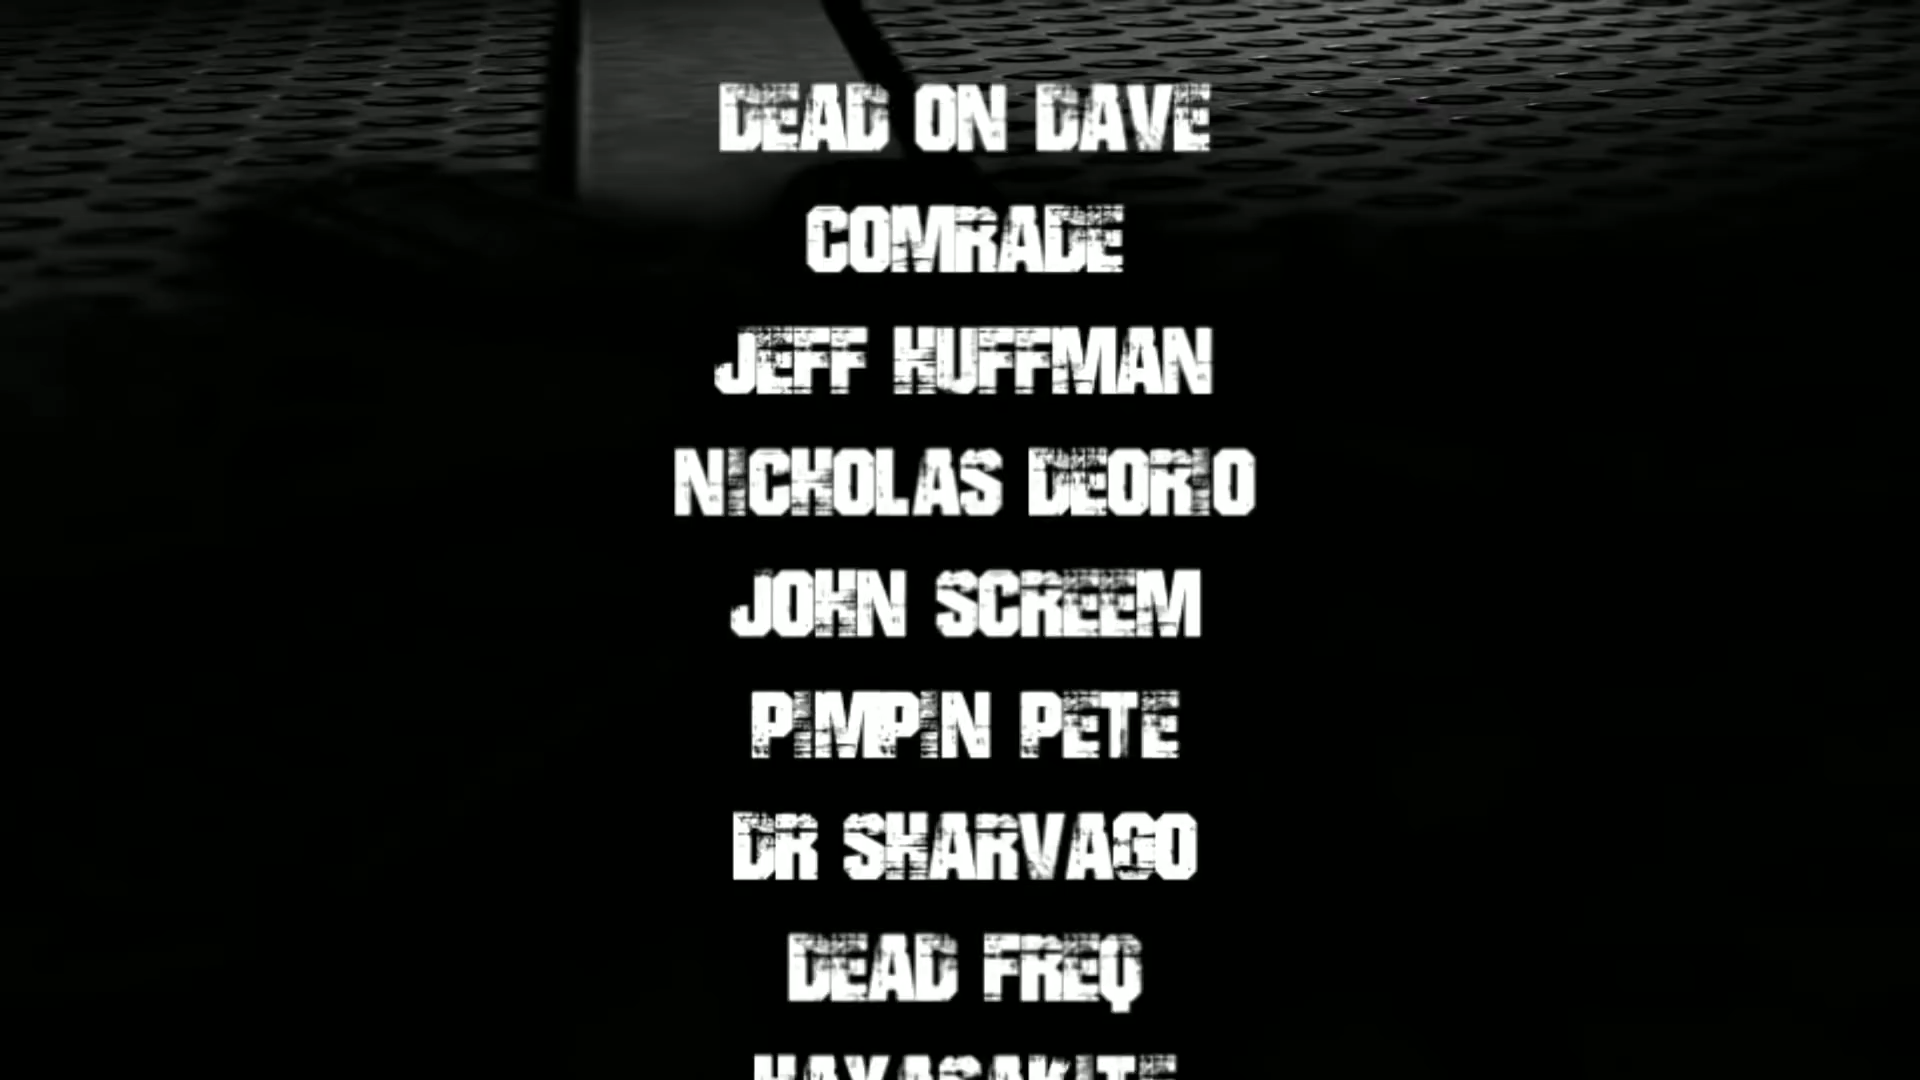 DEAD ON DAVE
COMRADE
JEFF HUFFMAN
NICHOLAS DEORIO
JOHN SCREEM
PIMPIN PETE
DR SHARVAGO
DEAD FREQ